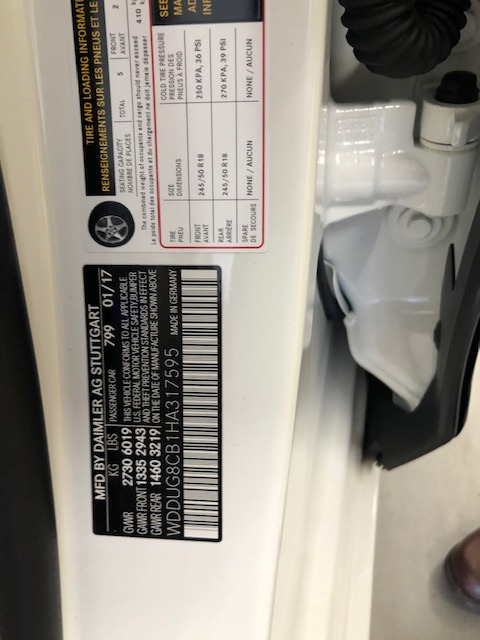 TIRE AND LOADING INFORMAT
RENSEIGNEMENTS SUR LES PNEUS ET LE
SEATING CAPACITY
NOMBRE DE PLACES
TOTAL 5
FRONT
AVANT
2
The combined weight of occupants and cargo should never exceed
Le poids total des occupants et du chargement ne doit jamais dépasser
410 k
TIRE
PNEU
SIZE
DIMENSIONS
COLD TIRE PRESSURE
PRESSION DES
PNEUS À FROID
FRONT
AVANT
245/50 R18
250 KPA, 36 PSI
REAR
ARRIÈRE
245/50 R18
270 KPA, 39 PSI
SPARE
DE SECOURS
NONE / AUCUN
NONE / AUCUN
SEE
MA
AD
INF
MFD BY DAIMLER AG STUTTGART
KG LBS PASSENGER CAR 799 01/17
GVWR 2730 6019 THIS VEHICLE CONFORMS TO ALL APPLICABLE
GAWR FRONT 1335 2943 U.S. FEDERAL MOTOR VEHICLE SAFETY, BUMPER
AND THEFT PREVENTION STANDARDS IN EFFECT
GAWR REAR 1460 3219 ON THE DATE OF MANUFACTURE SHOWN ABOVE
WDDUG8CB1HA317595 MADE IN GERMANY